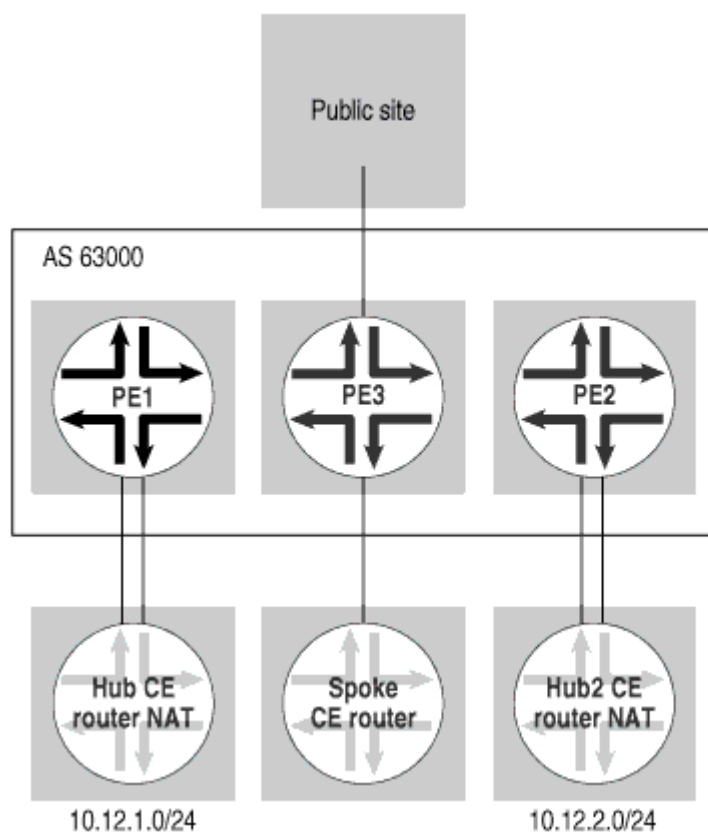 Public site
AS 63000
PE1
PE3
PE2
Hub CE
router NAT
Spoke
CE router
Hub2 CE
router NAT
10.12.1.0/24
10.12.2.0/24